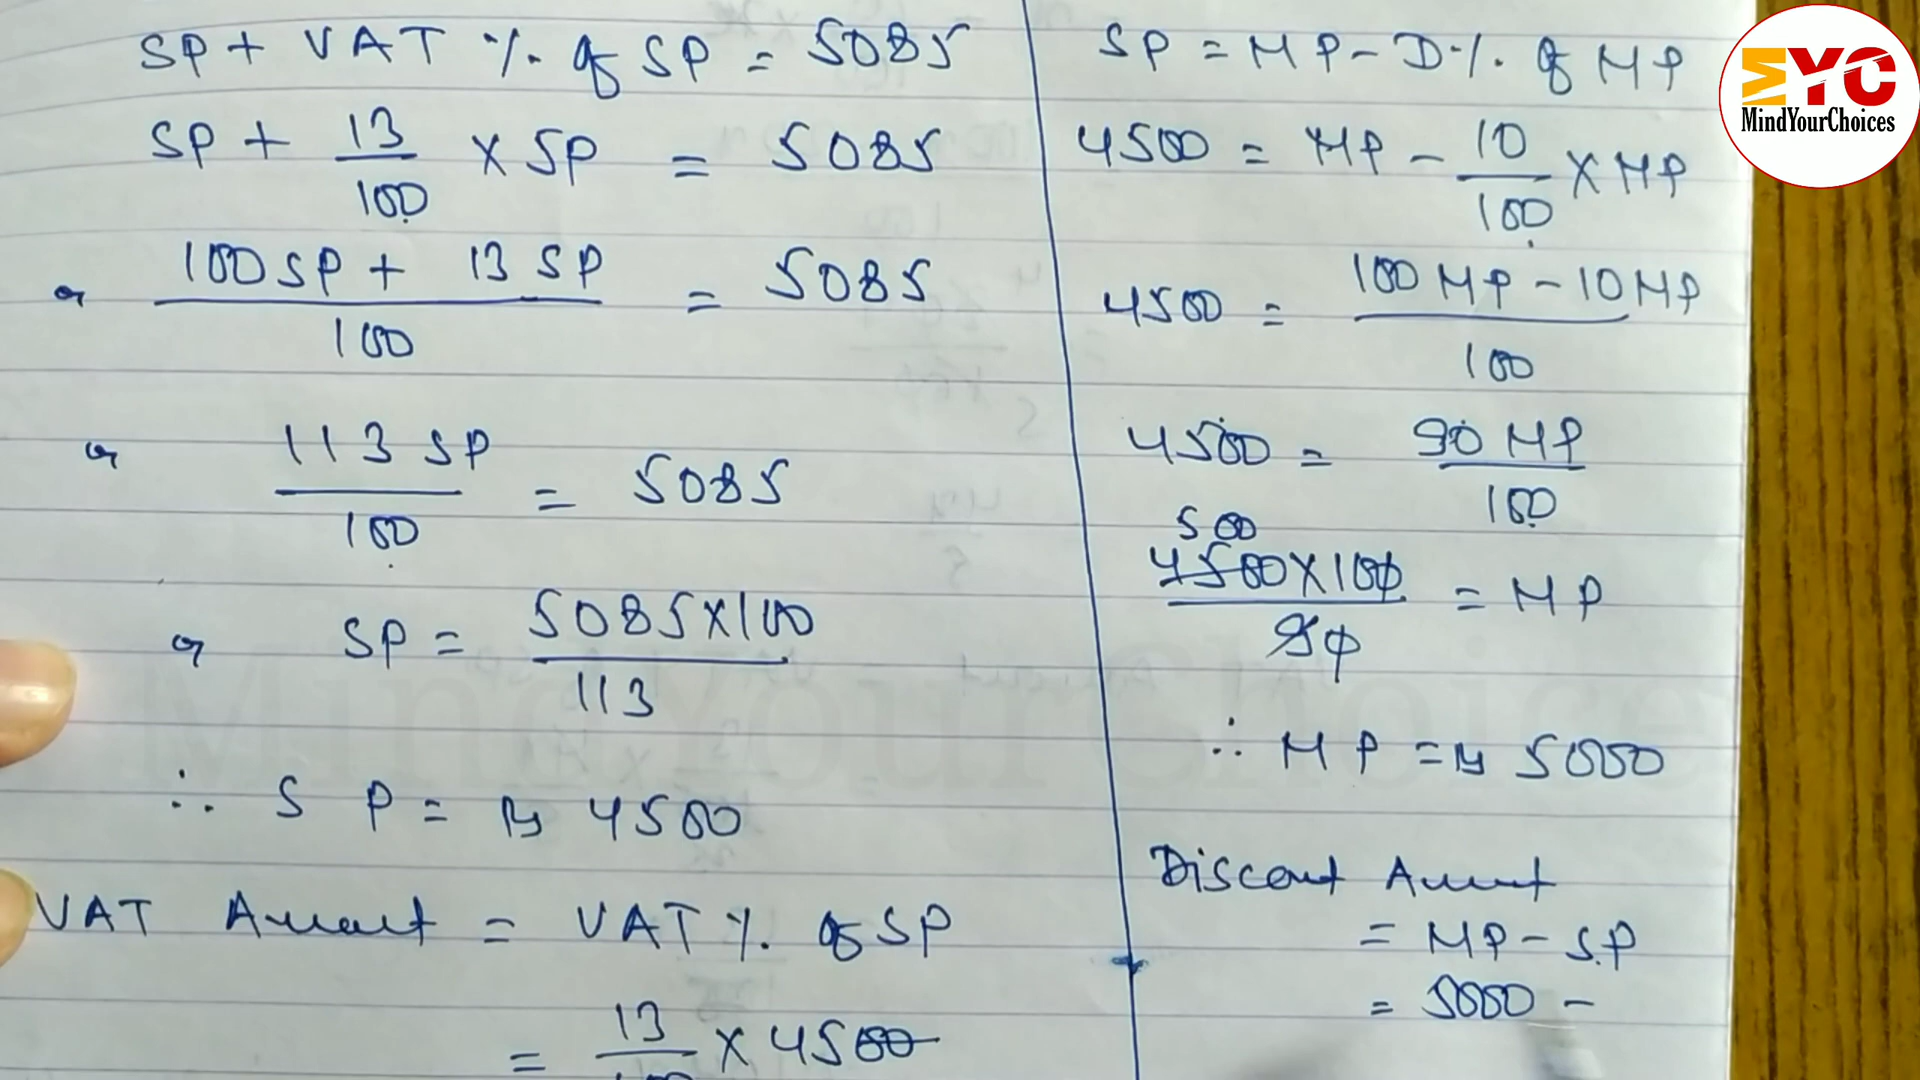 SP + VAT % of SP = 5085
SP + 13/100 × SP = 5085
or 100SP + 13SP / 100 = 5085
or 113SP / 100 = 5085
or SP = 5085×100 / 113
∴ SP = Rs 4500
VAT Amount = VAT % of SP
= 13/100 × 4500
SP = MP - D% of MP
4500 = MP - 10/100 × MP
4500 = 100MP - 10MP / 100
4500 = 90MP / 100
500
4500×100 / 90 = MP
∴ MP = Rs 5000
Discount Amount
= MP - S.P
= 5000 -
MYC
MindYourChoices
MindYourChoice